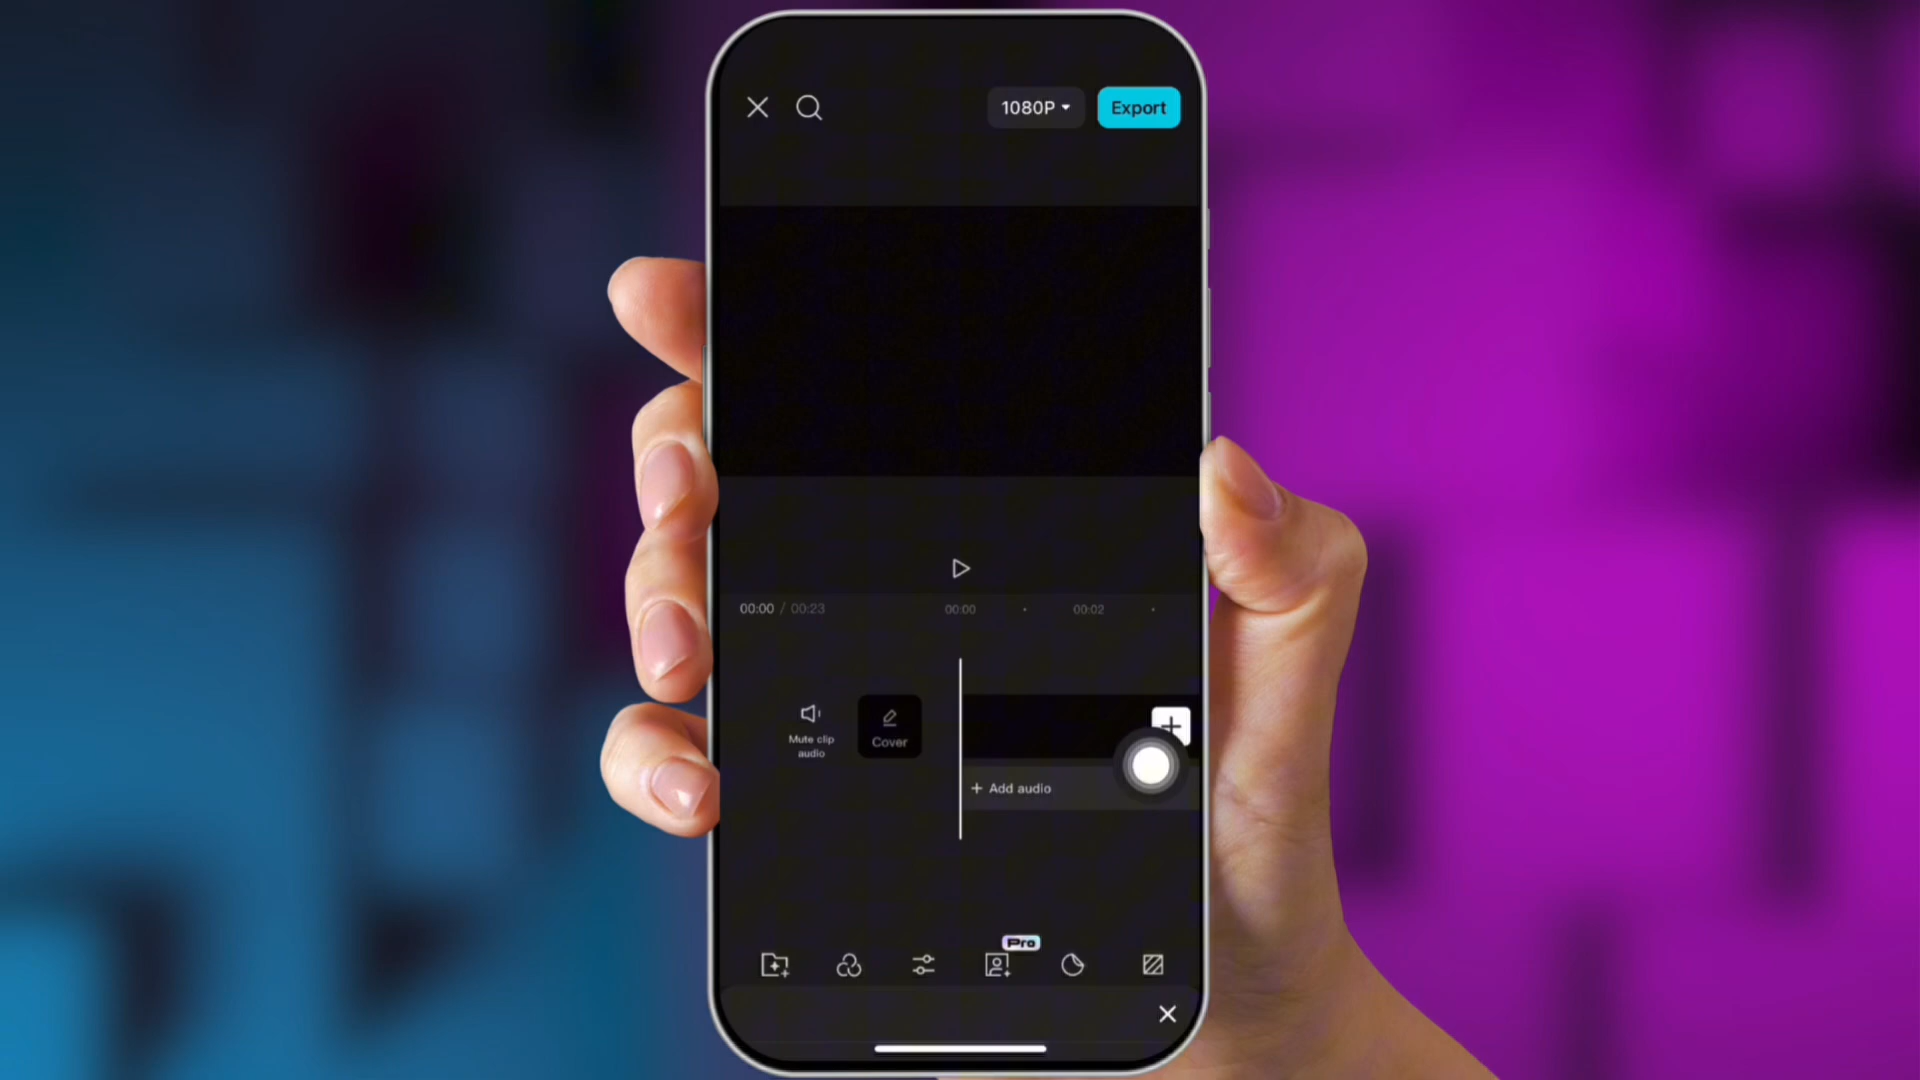 1080P
Export
00:00 / 00:23
00:00
00:02
Mute clip
audio
Cover
+ Add audio
Pro